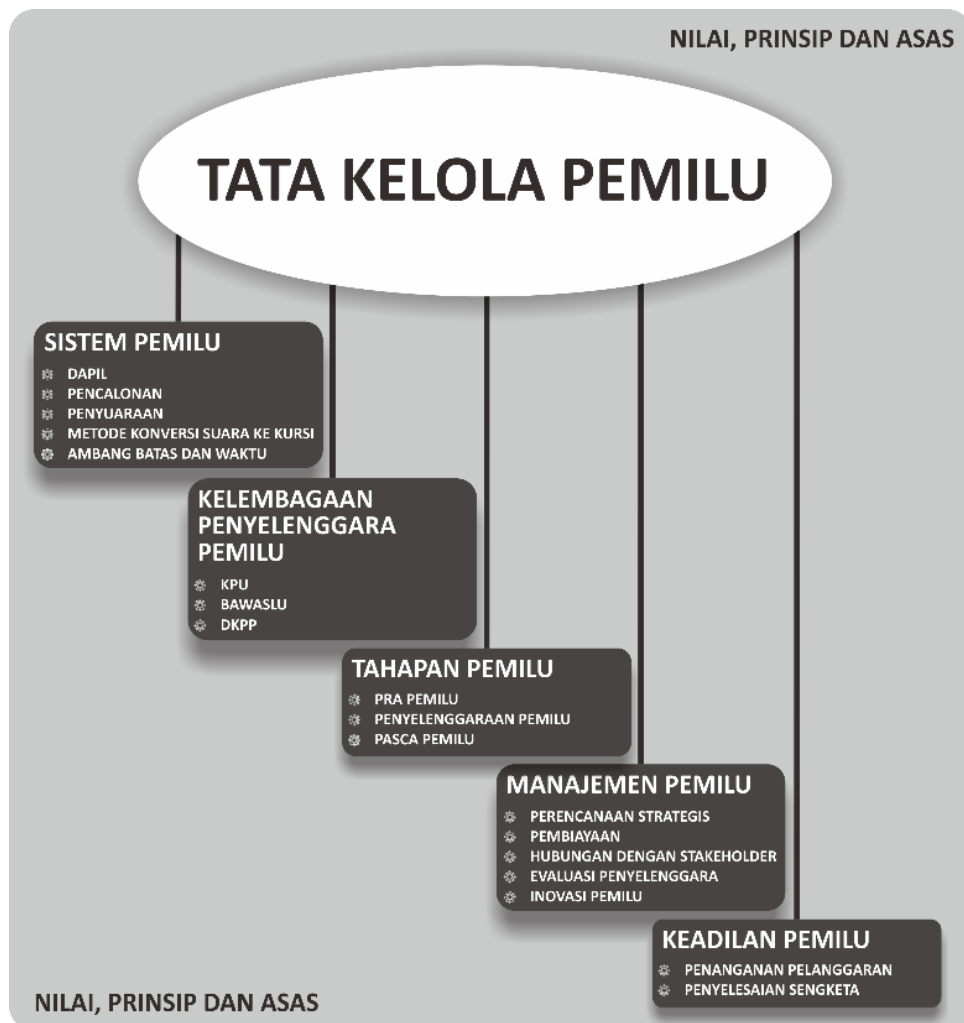 NILAI, PRINSIP DAN ASAS
TATA KELOLA PEMILU
SISTEM PEMILU
DAPIL
PENCALONAN
PENYUARAAN
METODE KONVERSI SUARA KE KURSI
AMBANG BATAS DAN WAKTU
KELEMBAGAAN
PENYELENGGARA
PEMILU
KPU
BAWASLU
DKPP
TAHAPAN PEMILU
PRA PEMILU
PENYELENGGARAAN PEMILU
PASCA PEMILU
MANAJEMEN PEMILU
PERENCANAAN STRATEGIS
PEMBIAYAAN
HUBUNGAN DENGAN STAKEHOLDER
EVALUASI PENYELENGGARA
INOVASI PEMILU
KEADILAN PEMILU
PENANGANAN PELANGGARAN
PENYELESAIAN SENGKETA
NILAI, PRINSIP DAN ASAS